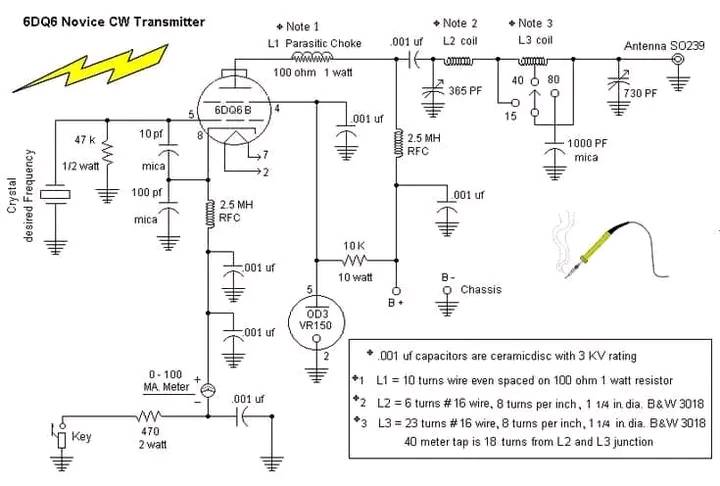 6DQ6 Novice CW Transmitter
* Note 1
L1 Parasitic Choke
100 ohm 1 watt
.001 uf
* Note 2
L2 coil
* Note 3
L3 coil
Antenna SO239
40
80
15
365 PF
730 PF
1000 PF
mica
6DQ6 B
5
4
8
7
2
.001 uf
47 k
1/2 watt
10 pf
mica
100 pf
mica
Crystal
desired Frequency
2.5 MH
RFC
2.5 MH
RFC
.001 uf
10 K
10 watt
B +
B -
Chassis
.001 uf
5
OD3
VR150
2
.001 uf
0 - 100
MA. Meter
+
-
.001 uf
Key
470
2 watt
* .001 uf capacitors are ceramicdisc with 3 KV rating
*1 L1 = 10 turns wire even spaced on 100 ohm 1 watt resistor
*2 L2 = 6 turns # 16 wire, 8 turns per inch, 1 1/4 in. dia. B&W 3018
*3 L3 = 23 turns # 16 wire, 8 turns per inch, 1 1/4 in. dia. B&W 3018
40 meter tap is 18 turns from L2 and L3 junction